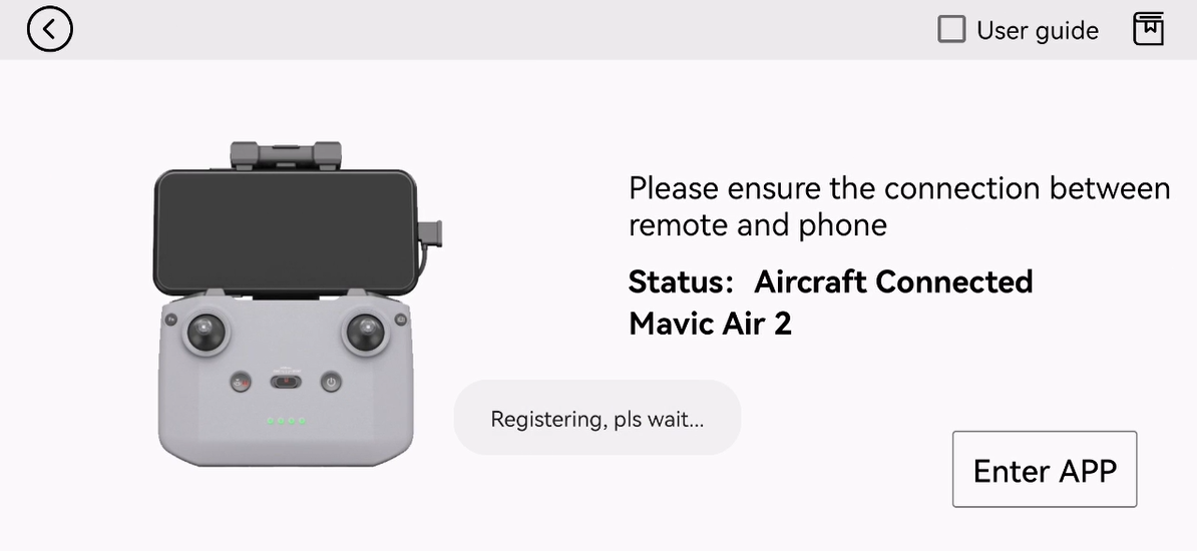 User guide
Please ensure the connection between
remote and phone
Status： Aircraft Connected
Mavic Air 2
Registering, pls wait...
Enter APP